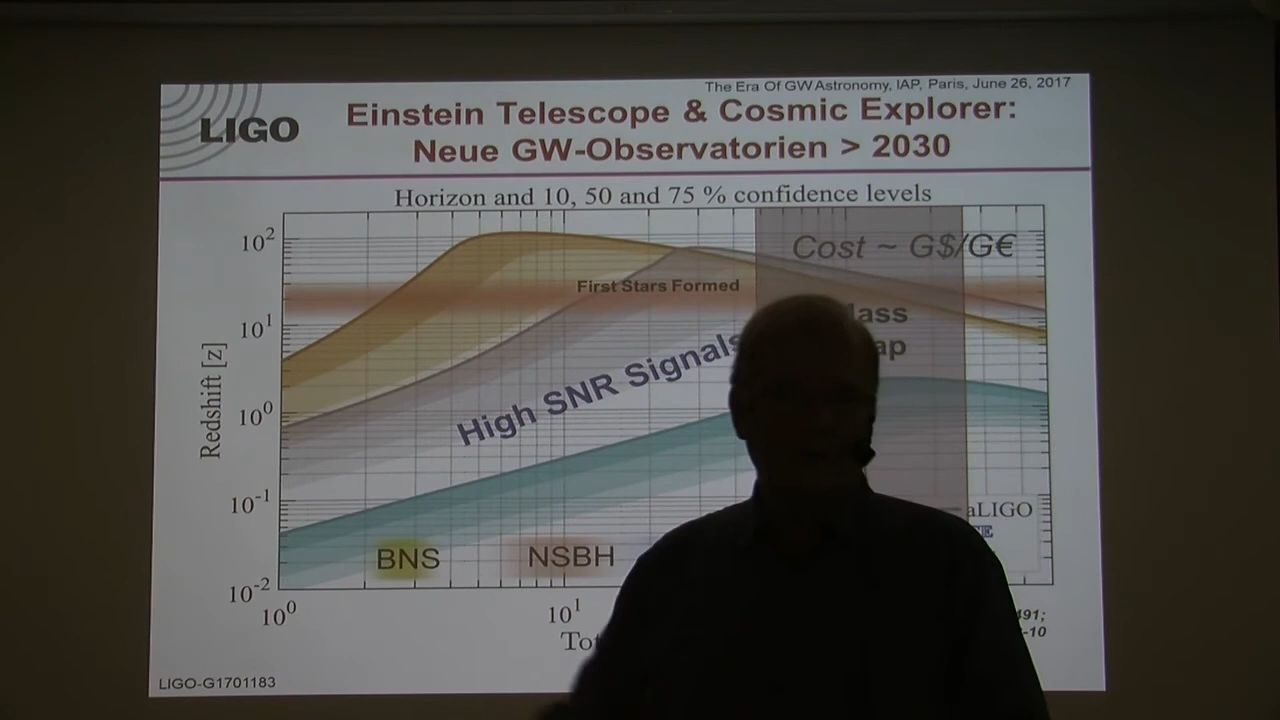 The Era Of GW Astronomy, IAP, Paris, June 26, 2017
LIGO
Einstein Telescope & Cosmic Explorer:
Neue GW-Observatorien > 2030
Horizon and 10, 50 and 75 % confidence levels
10²
Cost ~ G$/G€
First Stars Formed
10¹
High SNR Signals
Redshift [z]
10⁰
10⁻¹
aLIGO
BNS
NSBH
10⁻²
10⁰
10¹
-10
LIGO-G1701183